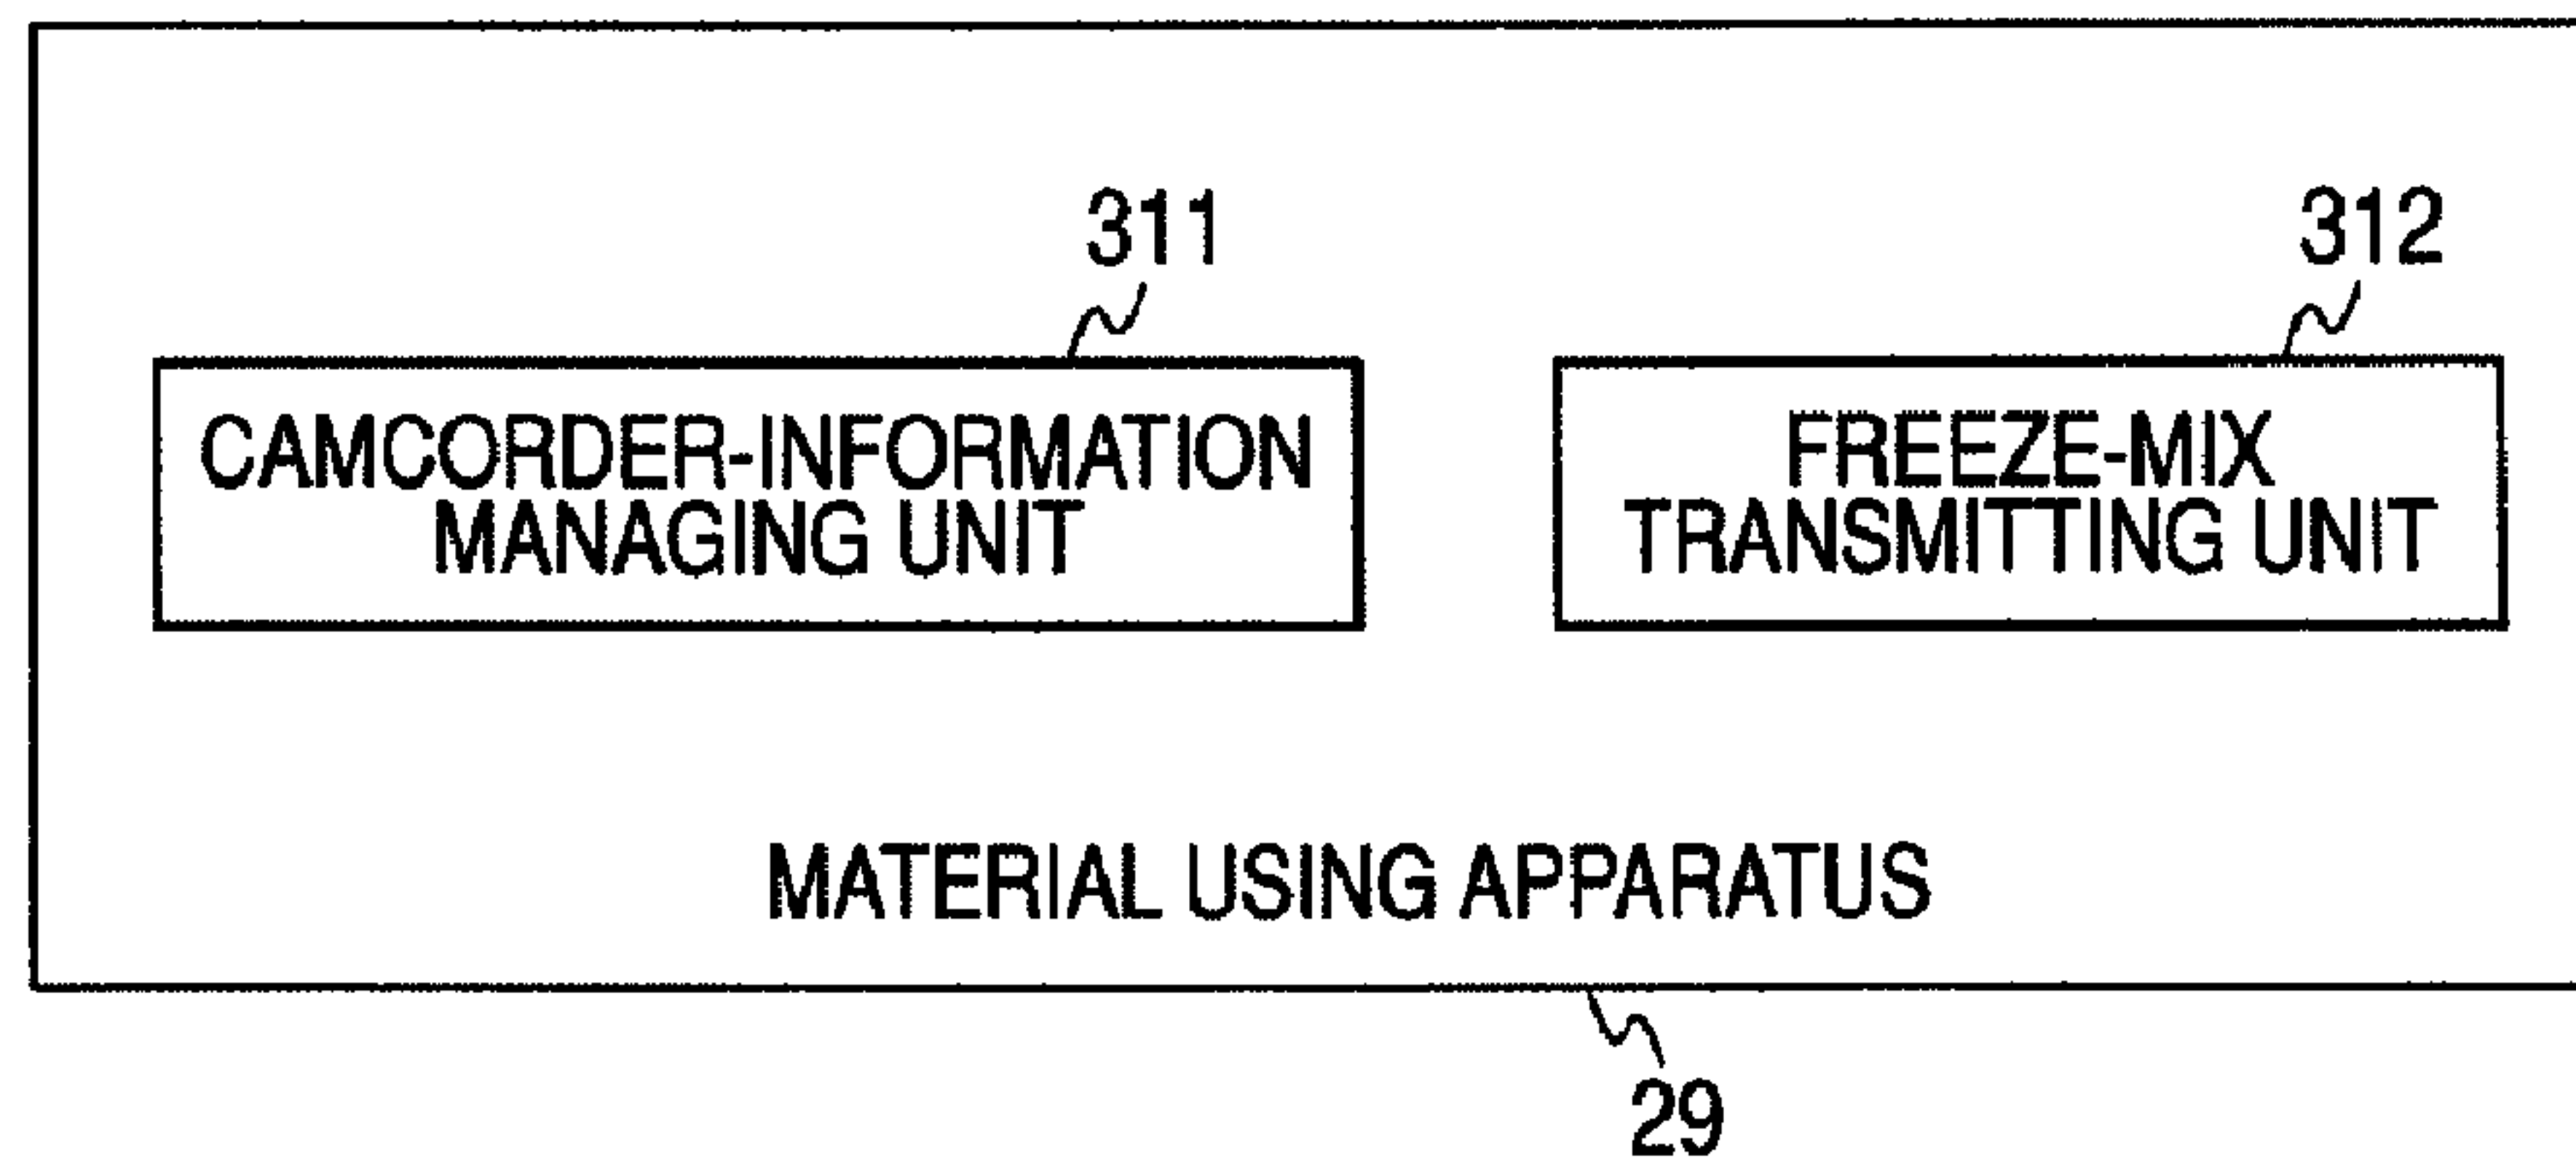 311
312
CAMCORDER-INFORMATION
MANAGING UNIT
FREEZE-MIX
TRANSMITTING UNIT
MATERIAL USING APPARATUS
29